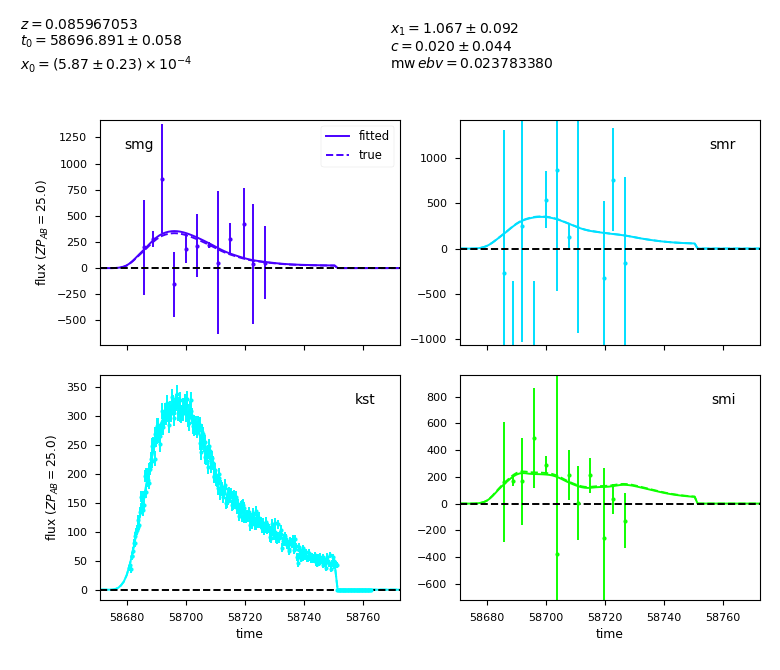 z = 0.085967053
t₀ = 58696.891 ± 0.058
x₀ = (5.87 ± 0.23) × 10⁻⁴
x₁ = 1.067 ± 0.092
c = 0.020 ± 0.044
mw ebv = 0.023783380
smg
fitted
true
1250
1000
750
500
250
0
−250
−500
flux (ZP_AB = 25.0)
smr
1000
500
0
−500
−1000
kst
350
300
250
200
150
100
50
0
flux (ZP_AB = 25.0)
58680 58700 58720 58740 58760
time
smi
800
600
400
200
0
−200
−400
−600
58680 58700 58720 58740 58760
time